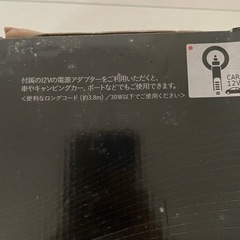 付属の12Vの電源アダプターをご利用いただくと、
車やキャンピングカー、ボートなどでもご使用できます。
<便利なロングコード（約3.8m）/30W以下でご使用ください>
CAR
12V